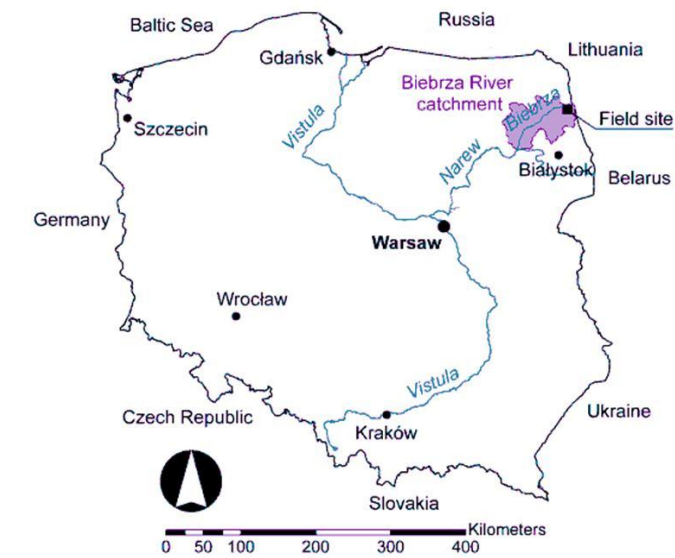 Baltic Sea
Russia
Gdańsk
Lithuania
Biebrza River
catchment
Biebrza
Vistula
Field site
Szczecin
Narew
Białystok
Belarus
Germany
Warsaw
Wrocław
Vistula
Czech Republic
Kraków
Ukraine
Slovakia
Kilometers
0 50 100 200 300 400